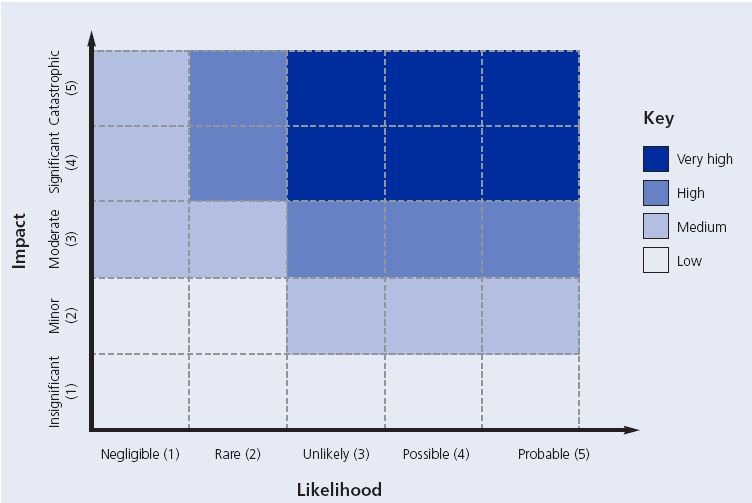 Impact
Catastrophic
(5)
Significant
(4)
Moderate
(3)
Minor
(2)
Insignificant
(1)
Negligible (1)
Rare (2)
Unlikely (3)
Possible (4)
Probable (5)
Likelihood
Key
Very high
High
Medium
Low